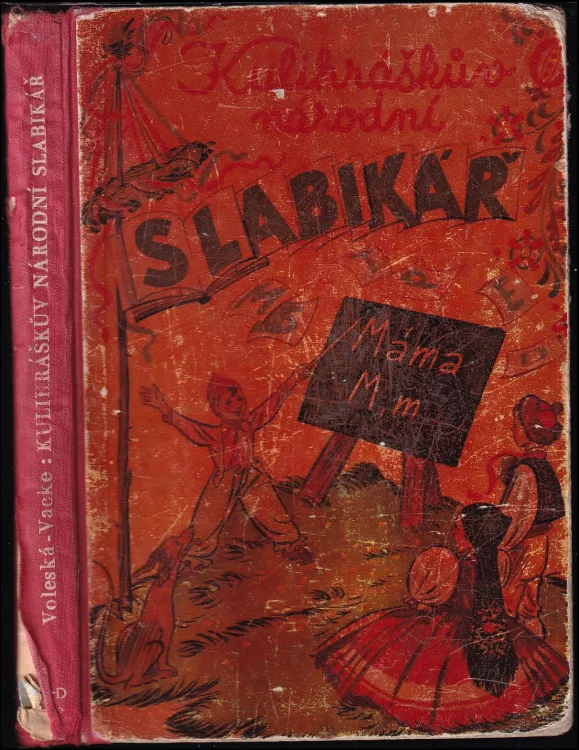 Voleská-Vacke: KULIHRÁŠKŮV NÁRODNÍ SLABIKÁŘ
Kulihráškův
národní
SLABIKÁŘ
Máma
M, m
-D